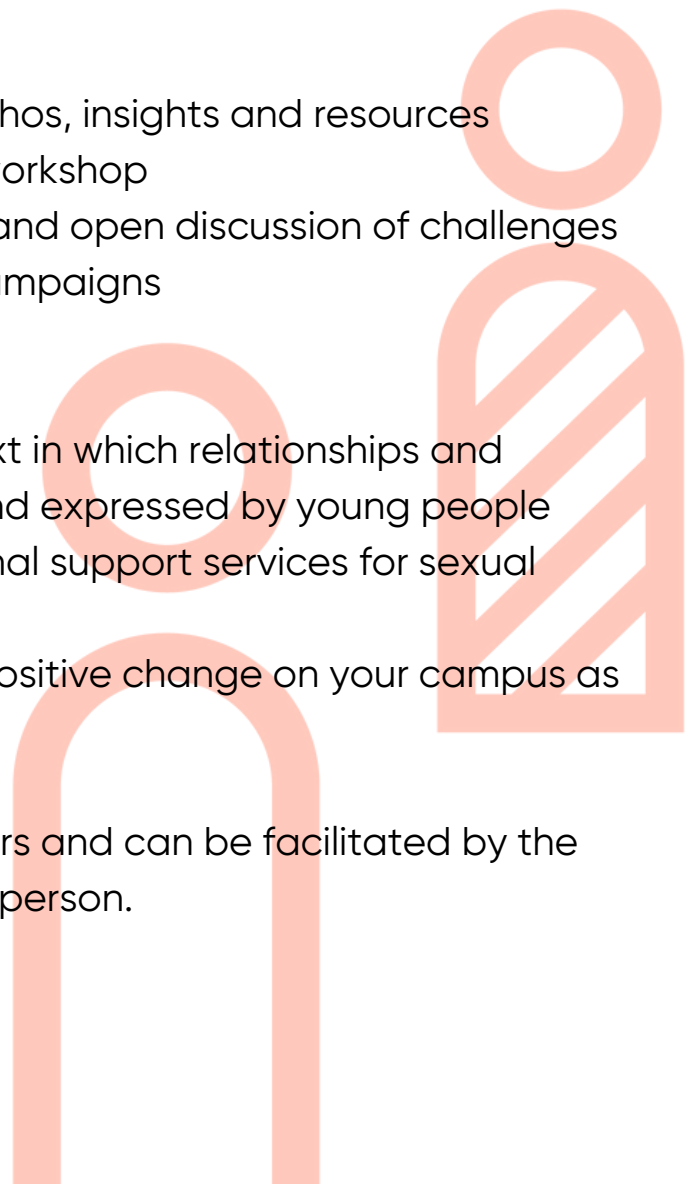 hos, insights and resources
orkshop
and open discussion of challenges
mpaigns
xt in which relationships and
nd expressed by young people
nal support services for sexual
ositive change on your campus as
rs and can be facilitated by the
person.